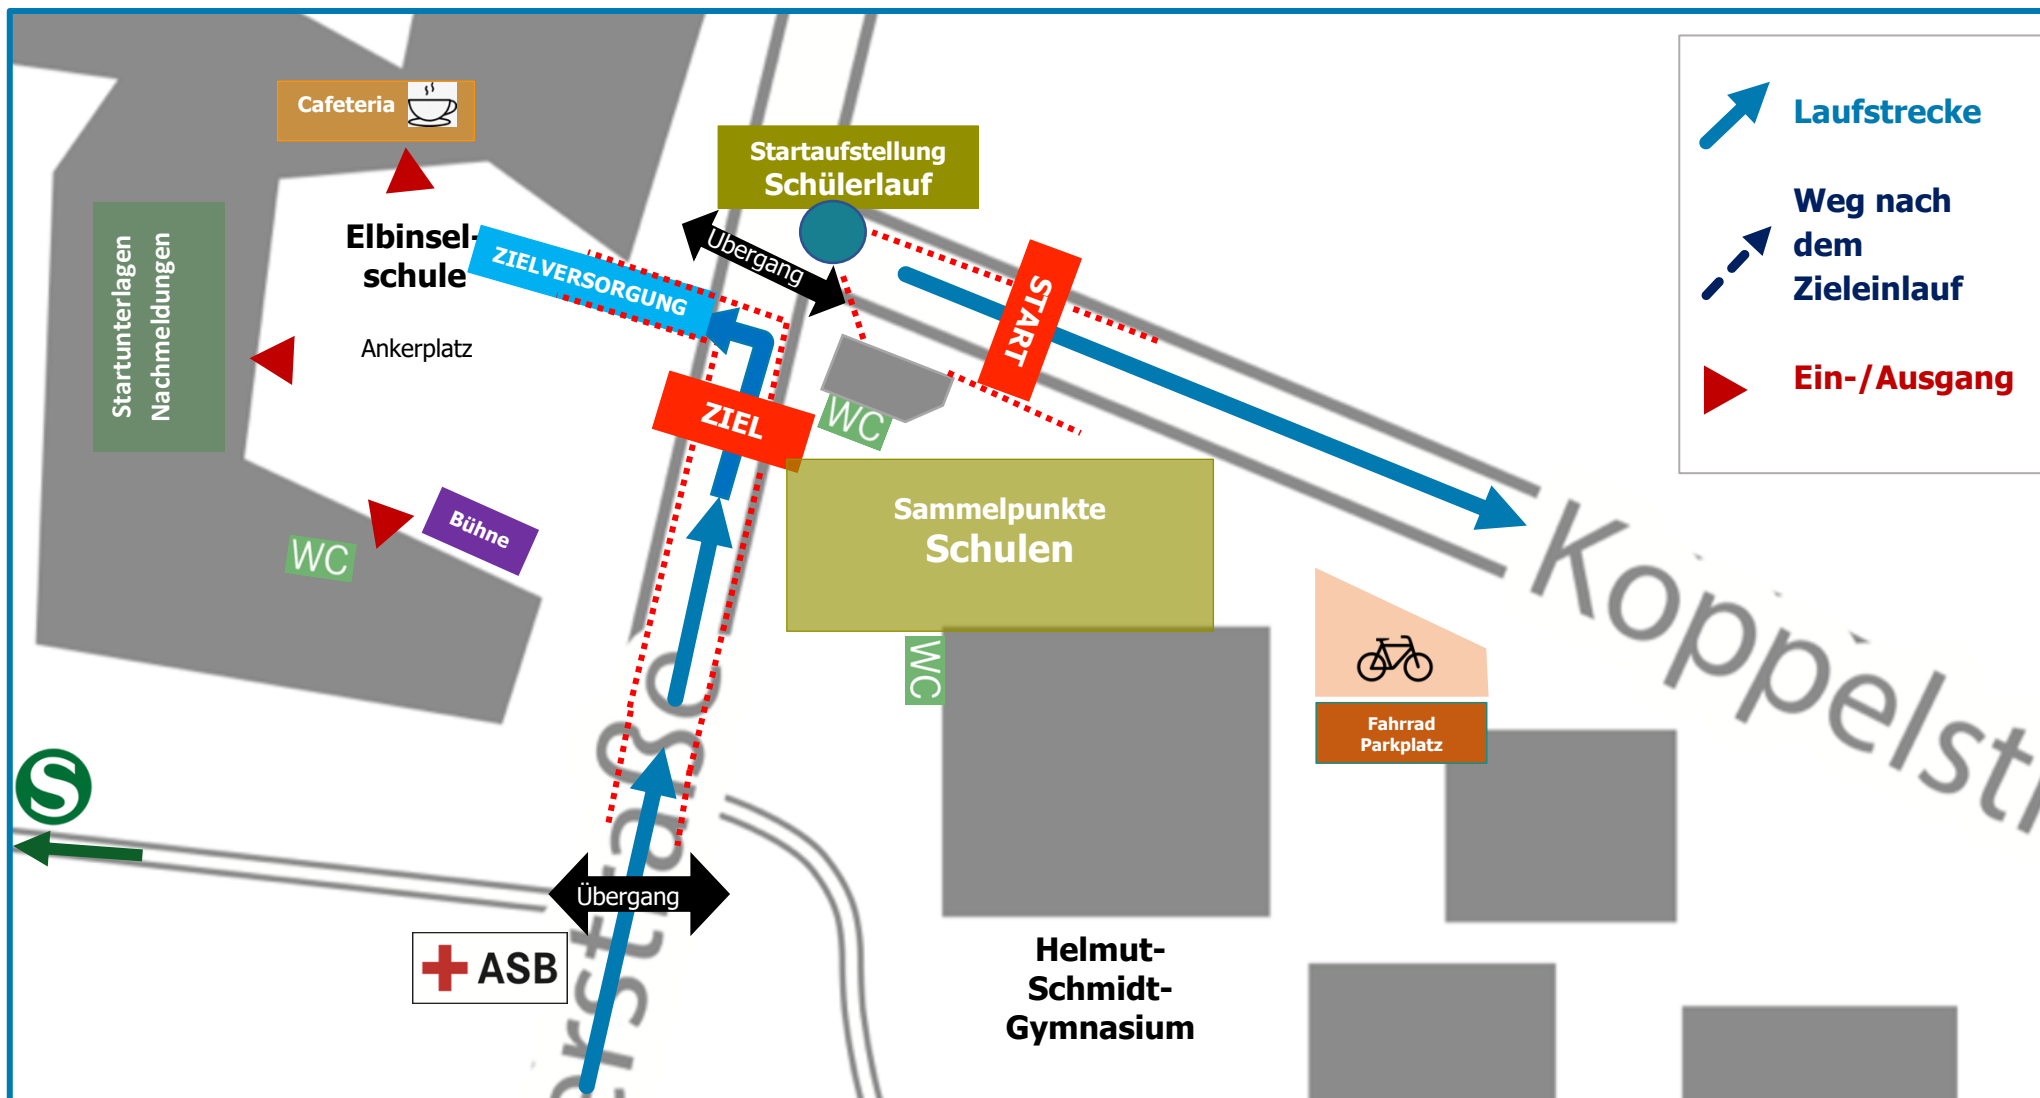 Cafeteria
Startaufstellung
Schülerlauf
Laufstrecke
Weg nach
dem
Zieleinlauf
Ein-/Ausgang
Startunterlagen
Nachmeldungen
Elbinsel-
schule
Ankerplatz
ZIELVERSORGUNG
Übergang
START
ZIEL
WC
Sammelpunkte
Schulen
Bühne
WC
WC
Koppelst
Fahrrad
Parkplatz
S
erstraße
Übergang
ASB
Helmut-
Schmidt-
Gymnasium